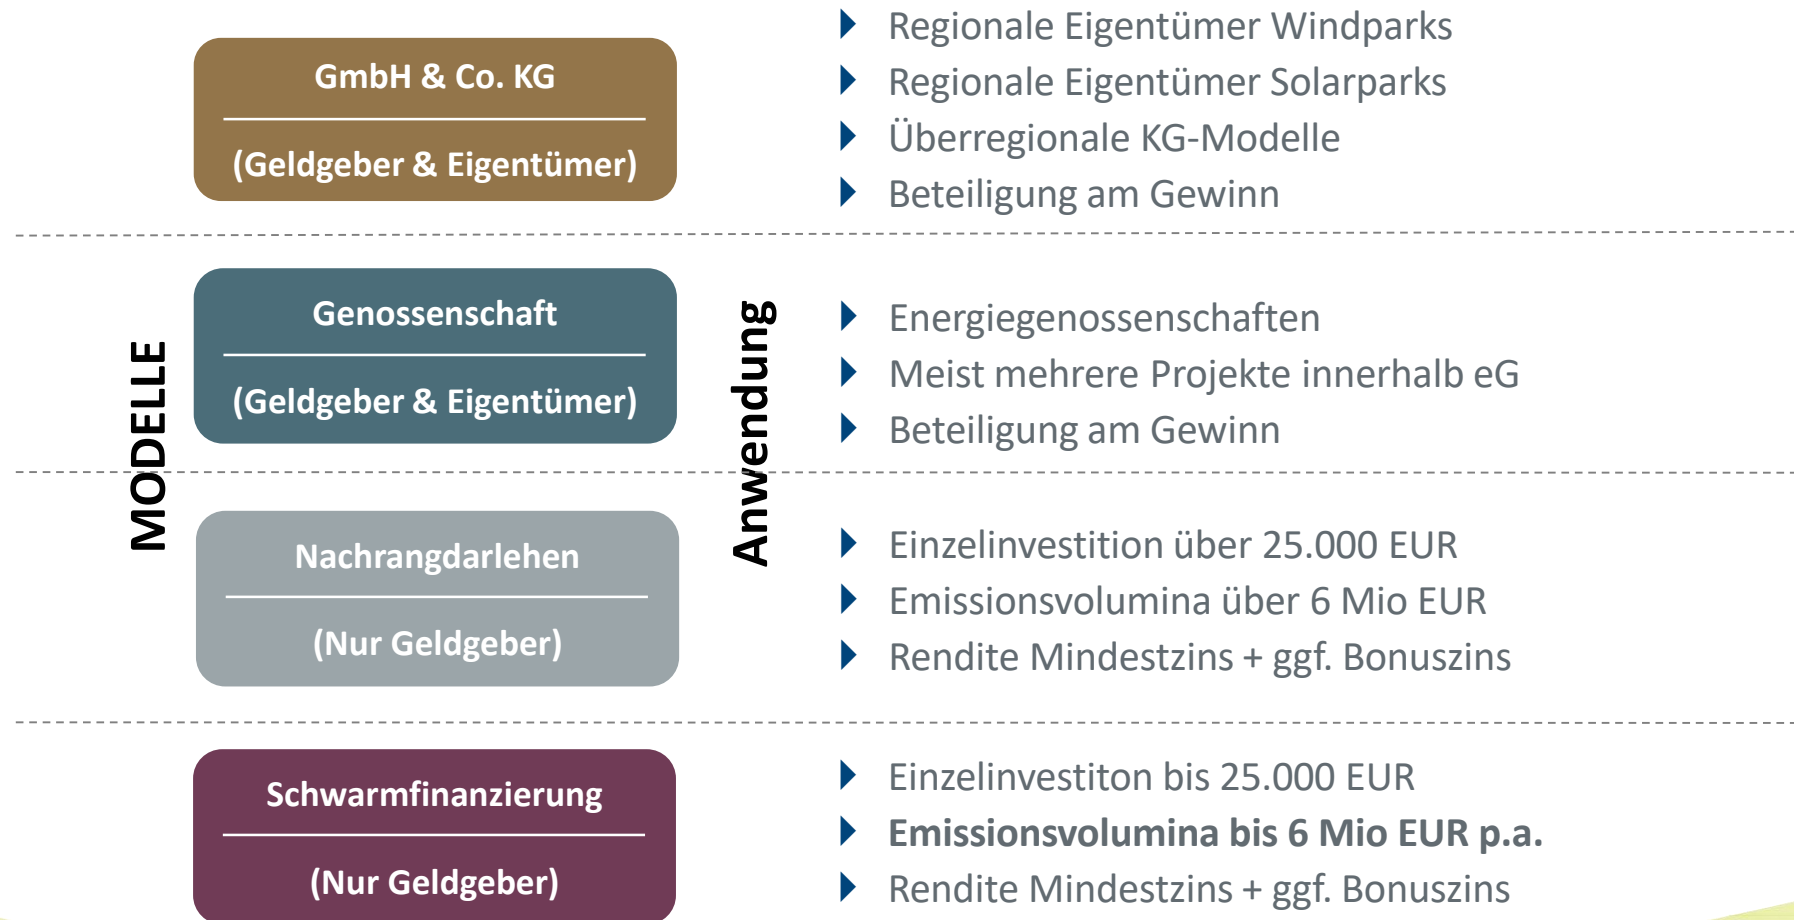 MODELLE
Anwendung
GmbH & Co. KG
(Geldgeber & Eigentümer)
Regionale Eigentümer Windparks
Regionale Eigentümer Solarparks
Überregionale KG-Modelle
Beteiligung am Gewinn
Genossenschaft
(Geldgeber & Eigentümer)
Energiegenossenschaften
Meist mehrere Projekte innerhalb eG
Beteiligung am Gewinn
Nachrangdarlehen
(Nur Geldgeber)
Einzelinvestition über 25.000 EUR
Emissionsvolumina über 6 Mio EUR
Rendite Mindestzins + ggf. Bonuszins
Schwarmfinanzierung
(Nur Geldgeber)
Einzelinvestiton bis 25.000 EUR
Emissionsvolumina bis 6 Mio EUR p.a.
Rendite Mindestzins + ggf. Bonuszins